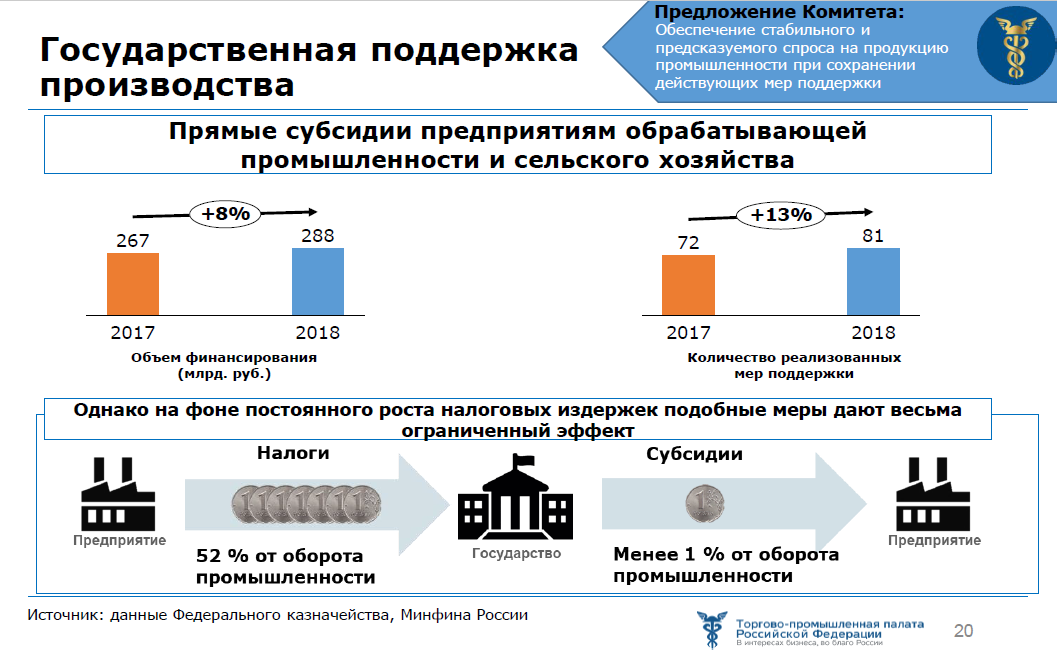 Предложение Комитета:
Обеспечение стабильного и
предсказуемого спроса на продукцию
промышленности при сохранении
действующих мер поддержки
Государственная поддержка
производства
Прямые субсидии предприятиям обрабатывающей
промышленности и сельского хозяйства
+8%
267
288
2017
2018
Объем финансирования
(млрд. руб.)
+13%
72
81
2017
2018
Количество реализованных
мер поддержки
Однако на фоне постоянного роста налоговых издержек подобные меры дают весьма
ограниченный эффект
Налоги
Субсидии
Предприятие
Государство
Предприятие
52 % от оборота
промышленности
Менее 1 % от оборота
промышленности
Источник: данные Федерального казначейства, Минфина России
Торгово-промышленная палата
Российской Федерации
В интересах бизнеса, во благо России
20